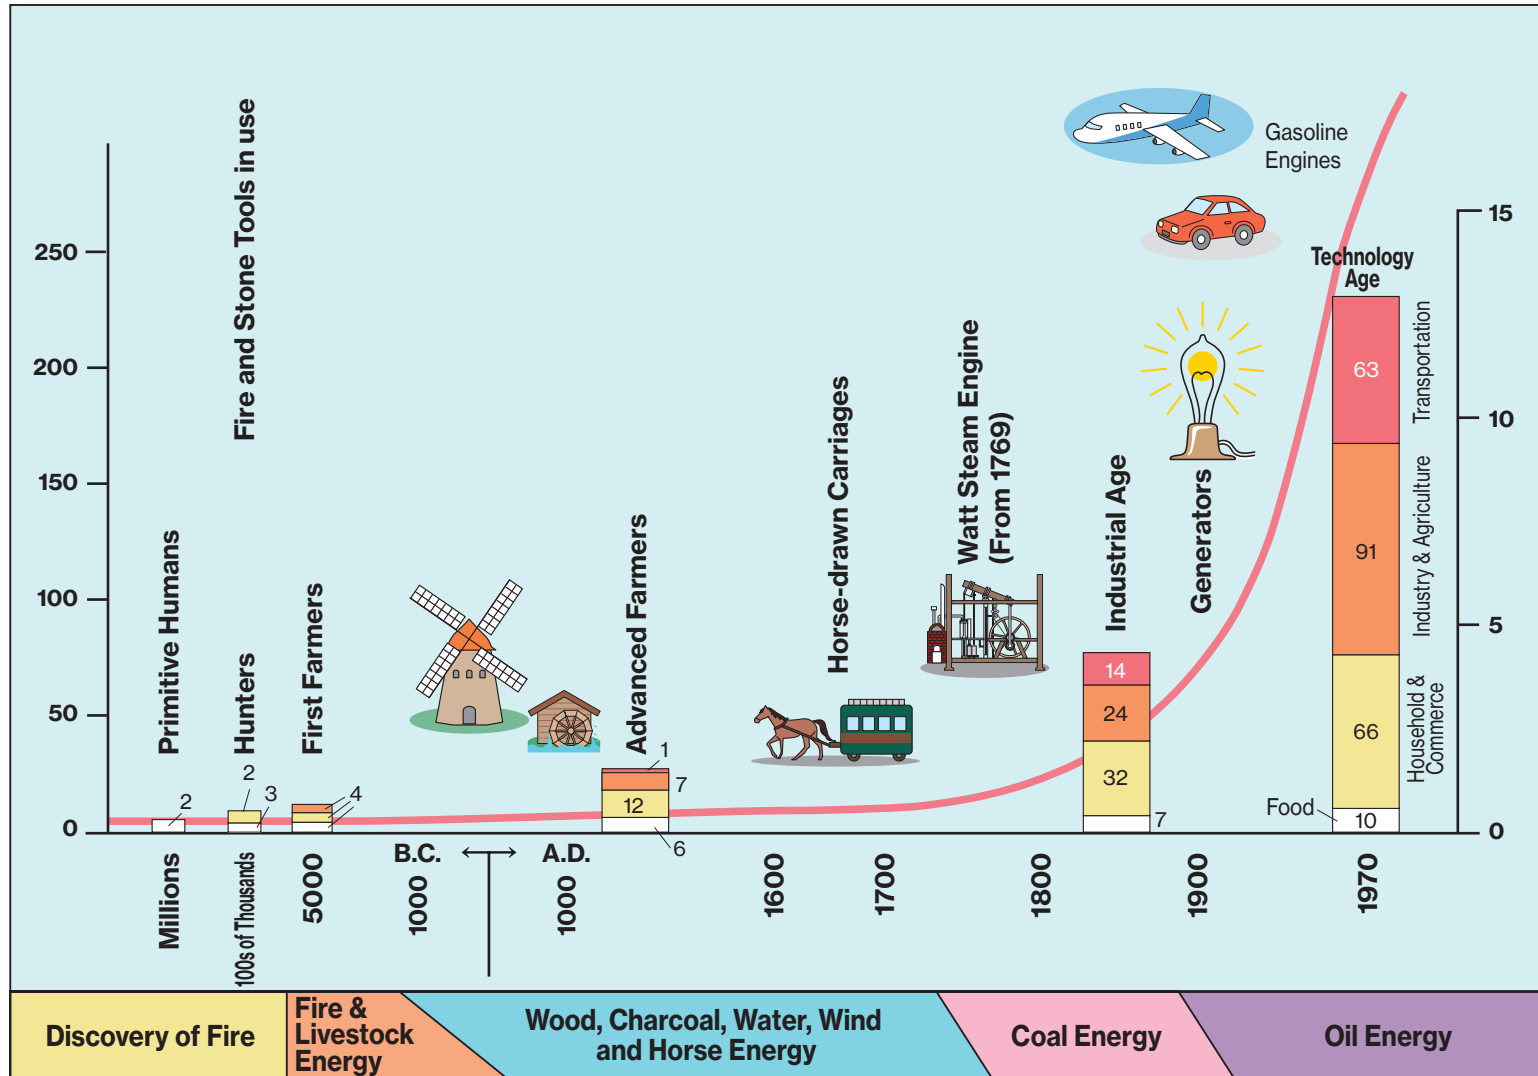 250
200
150
100
50
0
Primitive Humans
2
Fire and Stone Tools in use
Hunters
2
3
First Farmers
4
Advanced Farmers
1
7
12
6
Horse-drawn Carriages
Watt Steam Engine
(From 1769)
Industrial Age
14
24
32
7
Generators
Gasoline
Engines
Technology
Age
63
91
66
10
Food
Transportation
Industry & Agriculture
Household &
Commerce
15
10
5
0
Millions
100s of Thousands
5000
B.C.
1000
A.D.
1000
1600
1700
1800
1900
1970
Discovery of Fire
Fire &
Livestock
Energy
Wood, Charcoal, Water, Wind
and Horse Energy
Coal Energy
Oil Energy